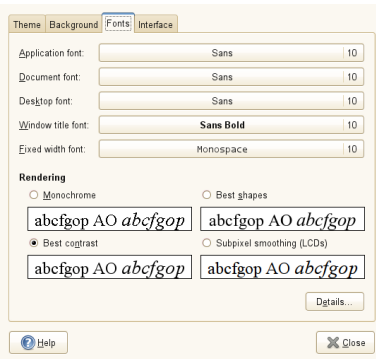 Theme Background Fonts Interface
Application font: Sans 10
Document font: Sans 10
Desktop font: Sans 10
Window title font: Sans Bold 10
Fixed width font: Monospace 10
Rendering
Monochrome Best shapes
abcfgop AO abcfgop abcfgop AO abcfgop
Best contrast Subpixel smoothing (LCDs)
abcfgop AO abcfgop abcfgop AO abcfgop
Details...
Help Close